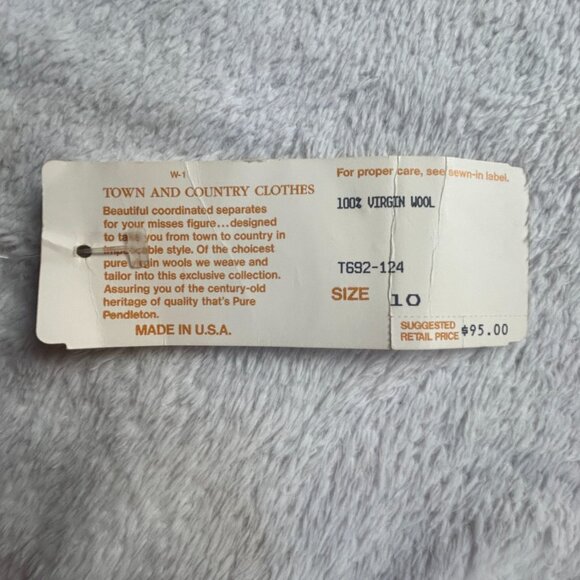 W-1
TOWN AND COUNTRY CLOTHES
Beautiful coordinated separates
for your misses figure...designed
to take you from town to country in
impeccable style. Of the choicest
pure virgin wools we weave and
tailor into this exclusive collection.
Assuring you of the century-old
heritage of quality that's Pure
Pendleton.
MADE IN U.S.A.
For proper care, see sewn-in label.
100% VIRGIN WOOL
T692-124
SIZE 10
SUGGESTED
RETAIL PRICE $95.00